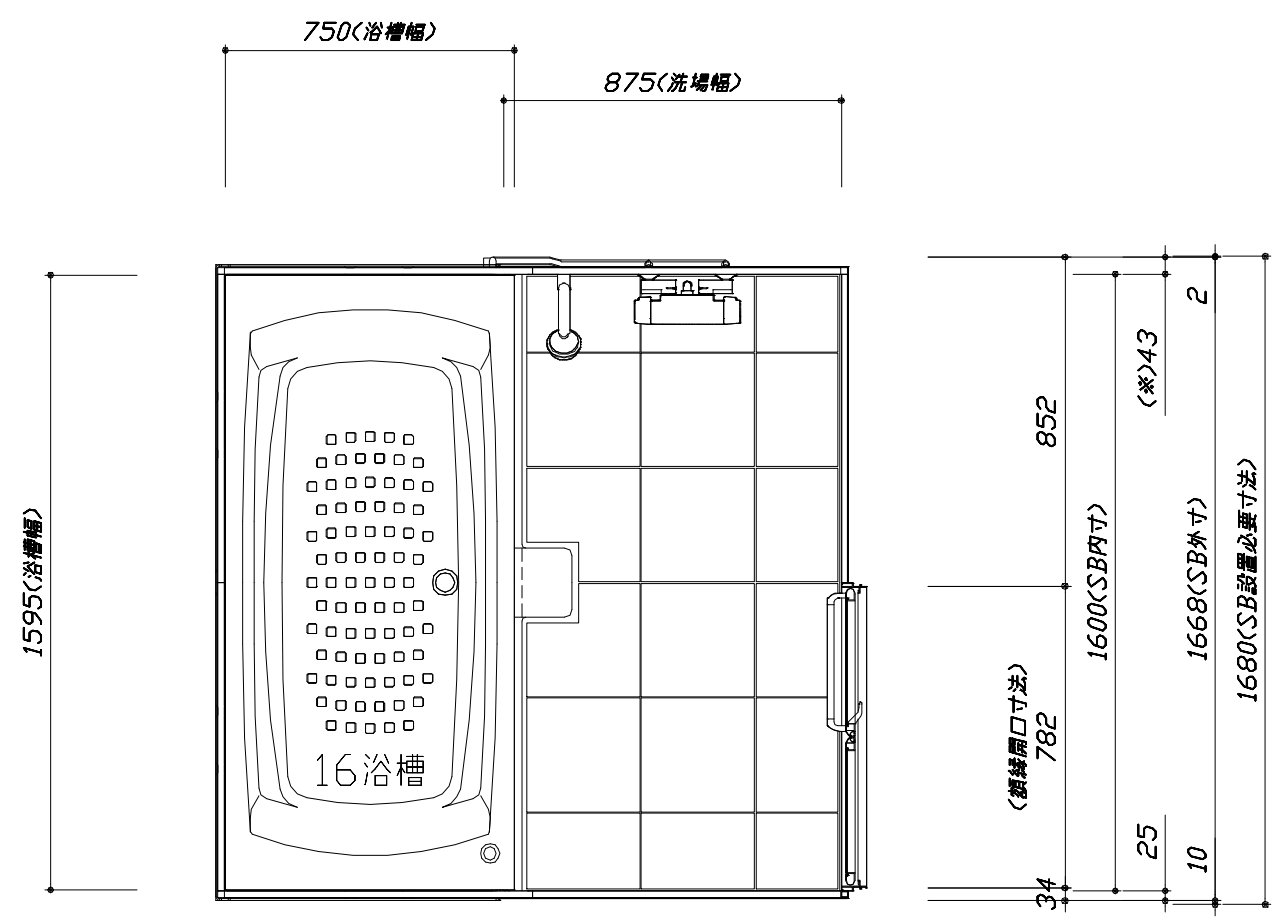 750(浴槽幅)
875(洗場幅)
1595(浴槽幅)
16浴槽
(額縁開口寸法)
852
782
34
1600(SB内寸)
(※)43
25
2
1668(SB外寸)
10
1680(SB設置必要寸法)